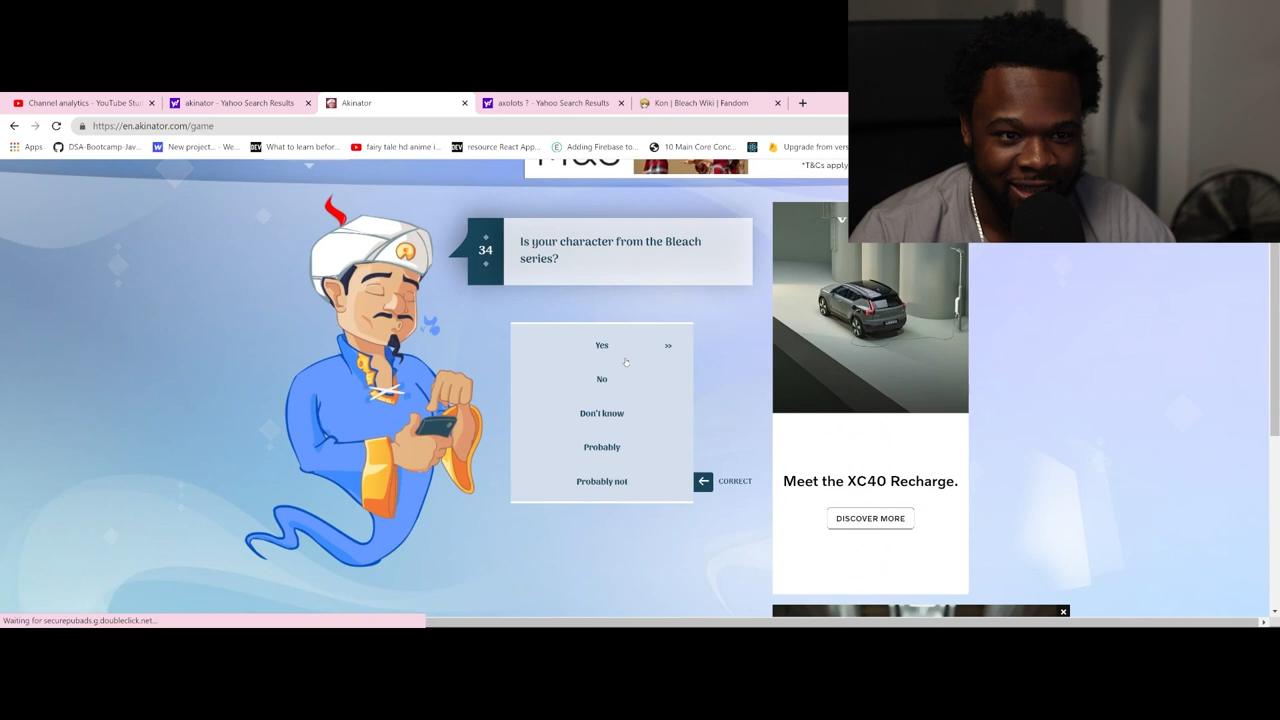 Channel analytics - YouTube Stu
akinator - Yahoo Search Results
Akinator
axolots ? - Yahoo Search Results
Kon | Bleach Wiki | Fandom
https://en.akinator.com/game
Apps
DSA-Bootcamp-Jav...
New project... - We...
What to learn befor...
fairy tale hd anime i...
resource React App...
Adding Firebase to...
10 Main Core Conc...
Upgrade from vers
*T&Cs apply
34
Is your character from the Bleach
series?
Yes
>>
No
Don't know
Probably
Probably not
CORRECT
Meet the XC40 Recharge.
DISCOVER MORE
Waiting for securepubads.g.doubleclick.net...